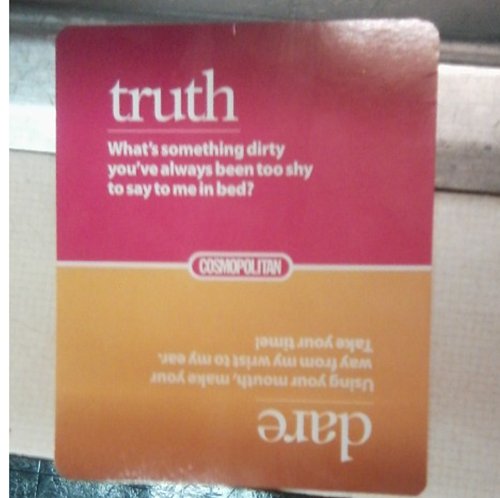 truth
What's something dirty
you've always been too shy
to say to me in bed?
COSMOPOLITAN
dare
Using your mouth, make your
way from my wrist to my ear.
Take your time!